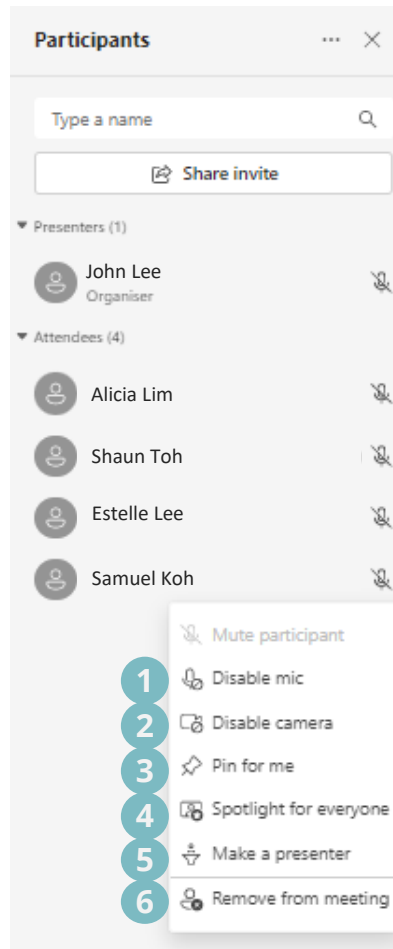 Participants
Type a name
Share invite
Presenters (1)
John Lee
Organiser
Attendees (4)
Alicia Lim
Shaun Toh
Estelle Lee
Samuel Koh
Mute participant
1 Disable mic
2 Disable camera
3 Pin for me
4 Spotlight for everyone
5 Make a presenter
6 Remove from meeting